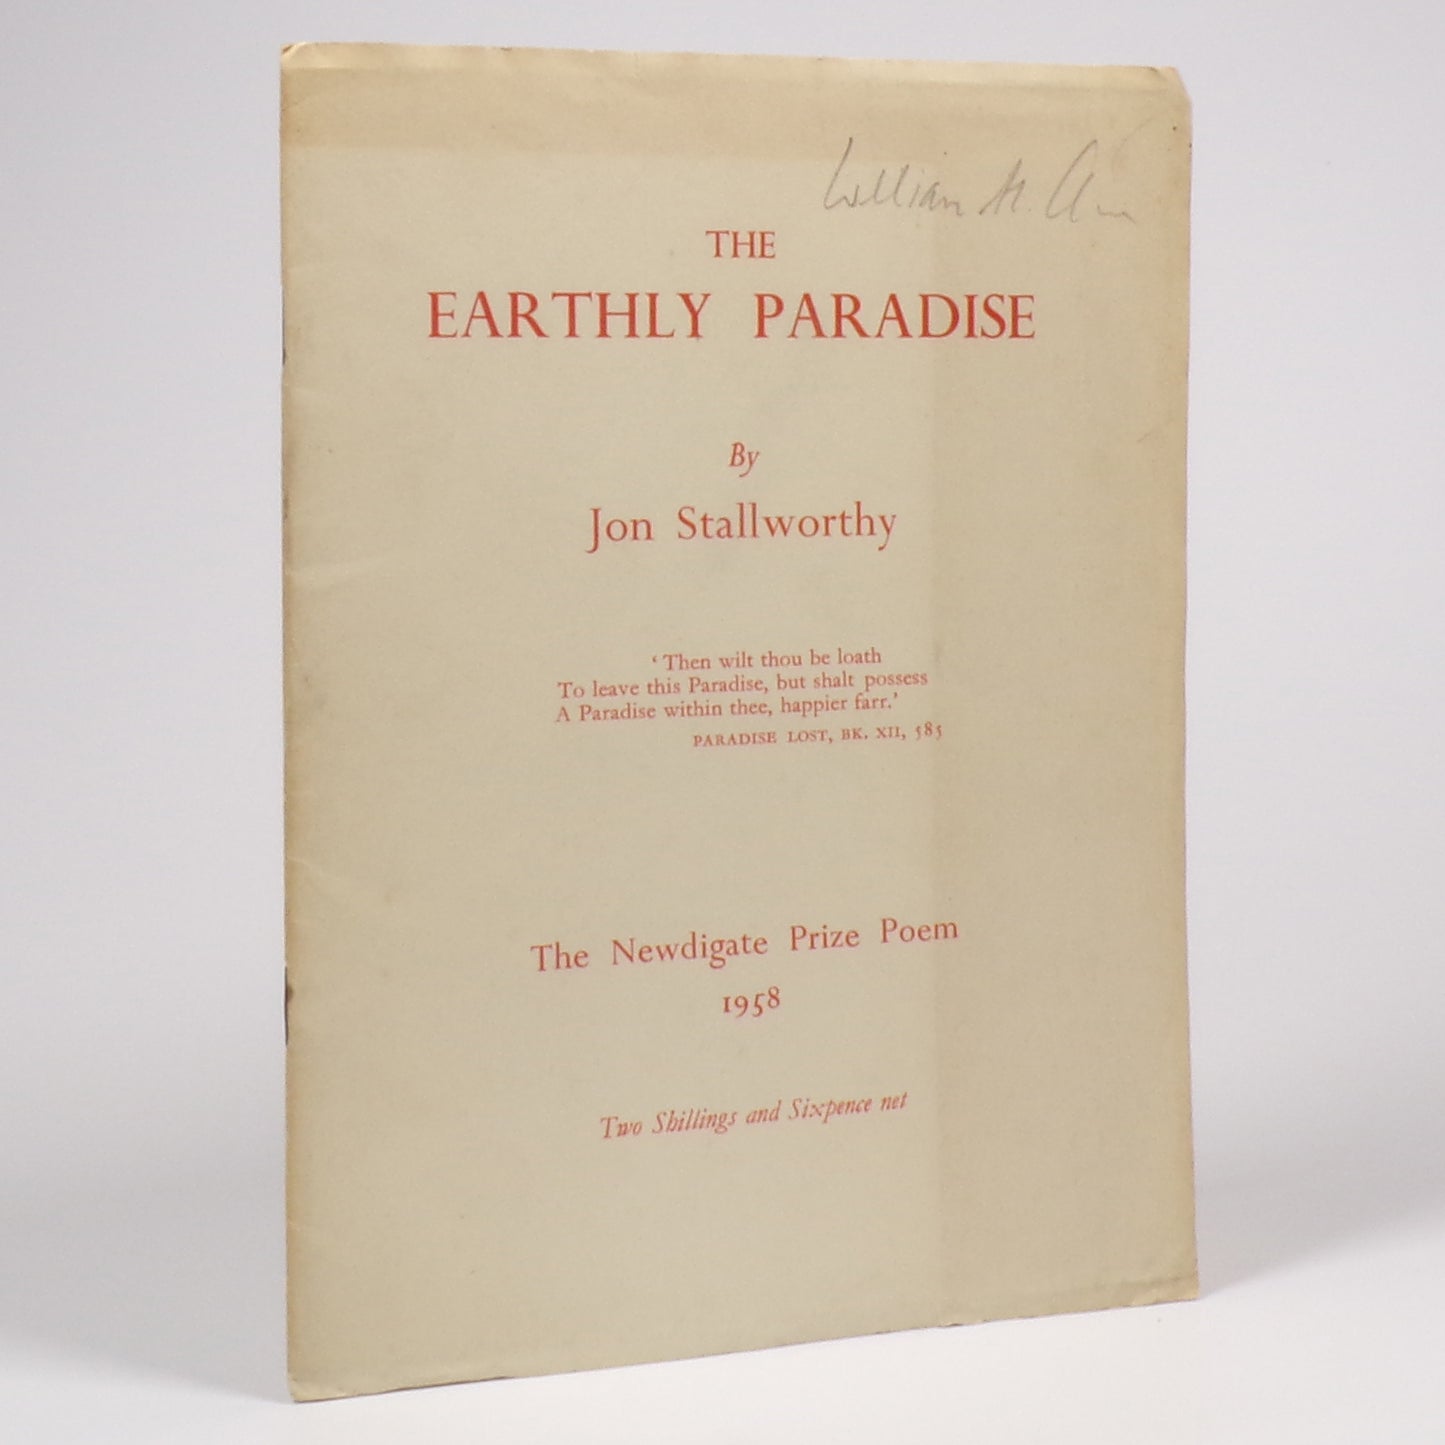 William H.
THE
EARTHLY PARADISE
By
Jon Stallworthy
‘Then wilt thou be loath
To leave this Paradise, but shalt possess
A Paradise within thee, happier farr.’
PARADISE LOST, BK. XII, 585
The Newdigate Prize Poem
1958
Two Shillings and Sixpence net